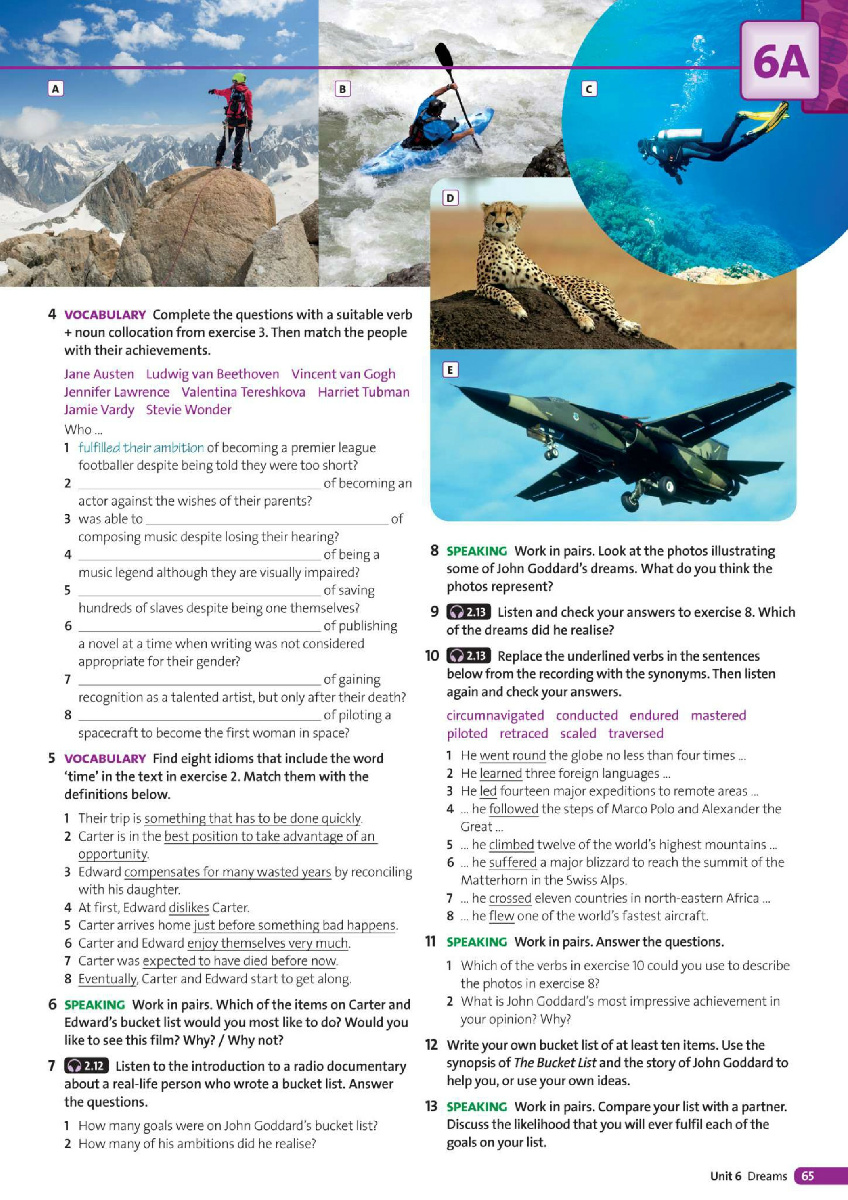 6A
A
B
C
D
E
4 VOCABULARY Complete the questions with a suitable verb
+ noun collocation from exercise 3. Then match the people
with their achievements.
Jane Austen Ludwig van Beethoven Vincent van Gogh
Jennifer Lawrence Valentina Tereshkova Harriet Tubman
Jamie Vardy Stevie Wonder
Who ...
1 fulfilled their ambition of becoming a premier league
footballer despite being told they were too short?
2 ______________________________ of becoming an
actor against the wishes of their parents?
3 was able to ______________________________ of
composing music despite losing their hearing?
4 ______________________________ of being a
music legend although they are visually impaired?
5 ______________________________ of saving
hundreds of slaves despite being one themselves?
6 ______________________________ of publishing
a novel at a time when writing was not considered
appropriate for their gender?
7 ______________________________ of gaining
recognition as a talented artist, but only after their death?
8 ______________________________ of piloting a
spacecraft to become the first woman in space?
5 VOCABULARY Find eight idioms that include the word
‘time’ in the text in exercise 2. Match them with the
definitions below.
1 Their trip is something that has to be done quickly.
2 Carter is in the best position to take advantage of an
opportunity.
3 Edward compensates for many wasted years by reconciling
with his daughter.
4 At first, Edward dislikes Carter.
5 Carter arrives home just before something bad happens.
6 Carter and Edward enjoy themselves very much.
7 Carter was expected to have died before now.
8 Eventually, Carter and Edward start to get along.
6 SPEAKING Work in pairs. Which of the items on Carter and
Edward’s bucket list would you most like to do? Would you
like to see this film? Why? / Why not?
7 2.12 Listen to the introduction to a radio documentary
about a real-life person who wrote a bucket list. Answer
the questions.
1 How many goals were on John Goddard’s bucket list?
2 How many of his ambitions did he realise?
8 SPEAKING Work in pairs. Look at the photos illustrating
some of John Goddard’s dreams. What do you think the
photos represent?
9 2.13 Listen and check your answers to exercise 8. Which
of the dreams did he realise?
10 2.13 Replace the underlined verbs in the sentences
below from the recording with the synonyms. Then listen
again and check your answers.
circumnavigated conducted endured mastered
piloted retraced scaled traversed
1 He went round the globe no less than four times ...
2 He learned three foreign languages ...
3 He led fourteen major expeditions to remote areas ...
4 ... he followed the steps of Marco Polo and Alexander the
Great ...
5 ... he climbed twelve of the world’s highest mountains ...
6 ... he suffered a major blizzard to reach the summit of the
Matterhorn in the Swiss Alps.
7 ... he crossed eleven countries in north-eastern Africa ...
8 ... he flew one of the world’s fastest aircraft.
11 SPEAKING Work in pairs. Answer the questions.
1 Which of the verbs in exercise 10 could you use to describe
the photos in exercise 8?
2 What is John Goddard’s most impressive achievement in
your opinion? Why?
12 Write your own bucket list of at least ten items. Use the
synopsis of The Bucket List and the story of John Goddard to
help you, or use your own ideas.
13 SPEAKING Work in pairs. Compare your list with a partner.
Discuss the likelihood that you will ever fulfil each of the
goals on your list.
Unit 6 Dreams 65